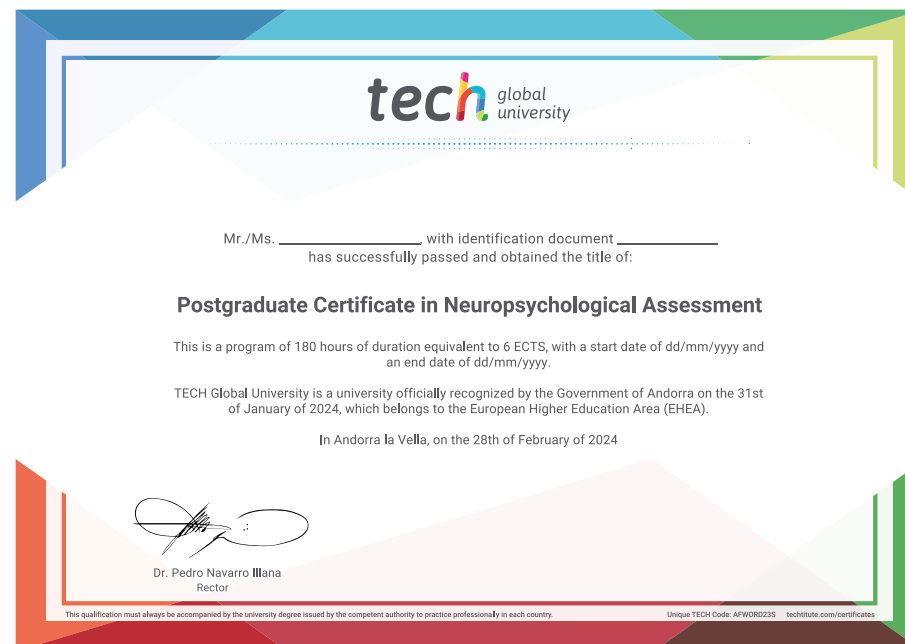 tech global university
Mr./Ms. ____________________, with identification document ______________
has successfully passed and obtained the title of:
Postgraduate Certificate in Neuropsychological Assessment
This is a program of 180 hours of duration equivalent to 6 ECTS, with a start date of dd/mm/yyyy and
an end date of dd/mm/yyyy.
TECH Global University is a university officially recognized by the Government of Andorra on the 31st
of January of 2024, which belongs to the European Higher Education Area (EHEA).
In Andorra la Vella, on the 28th of February of 2024
Dr. Pedro Navarro Illana
Rector
This qualification must always be accompanied by the university degree issued by the competent authority to practice professionally in each country.
Unique TECH Code: AFWORD23S techtitute.com/certificates